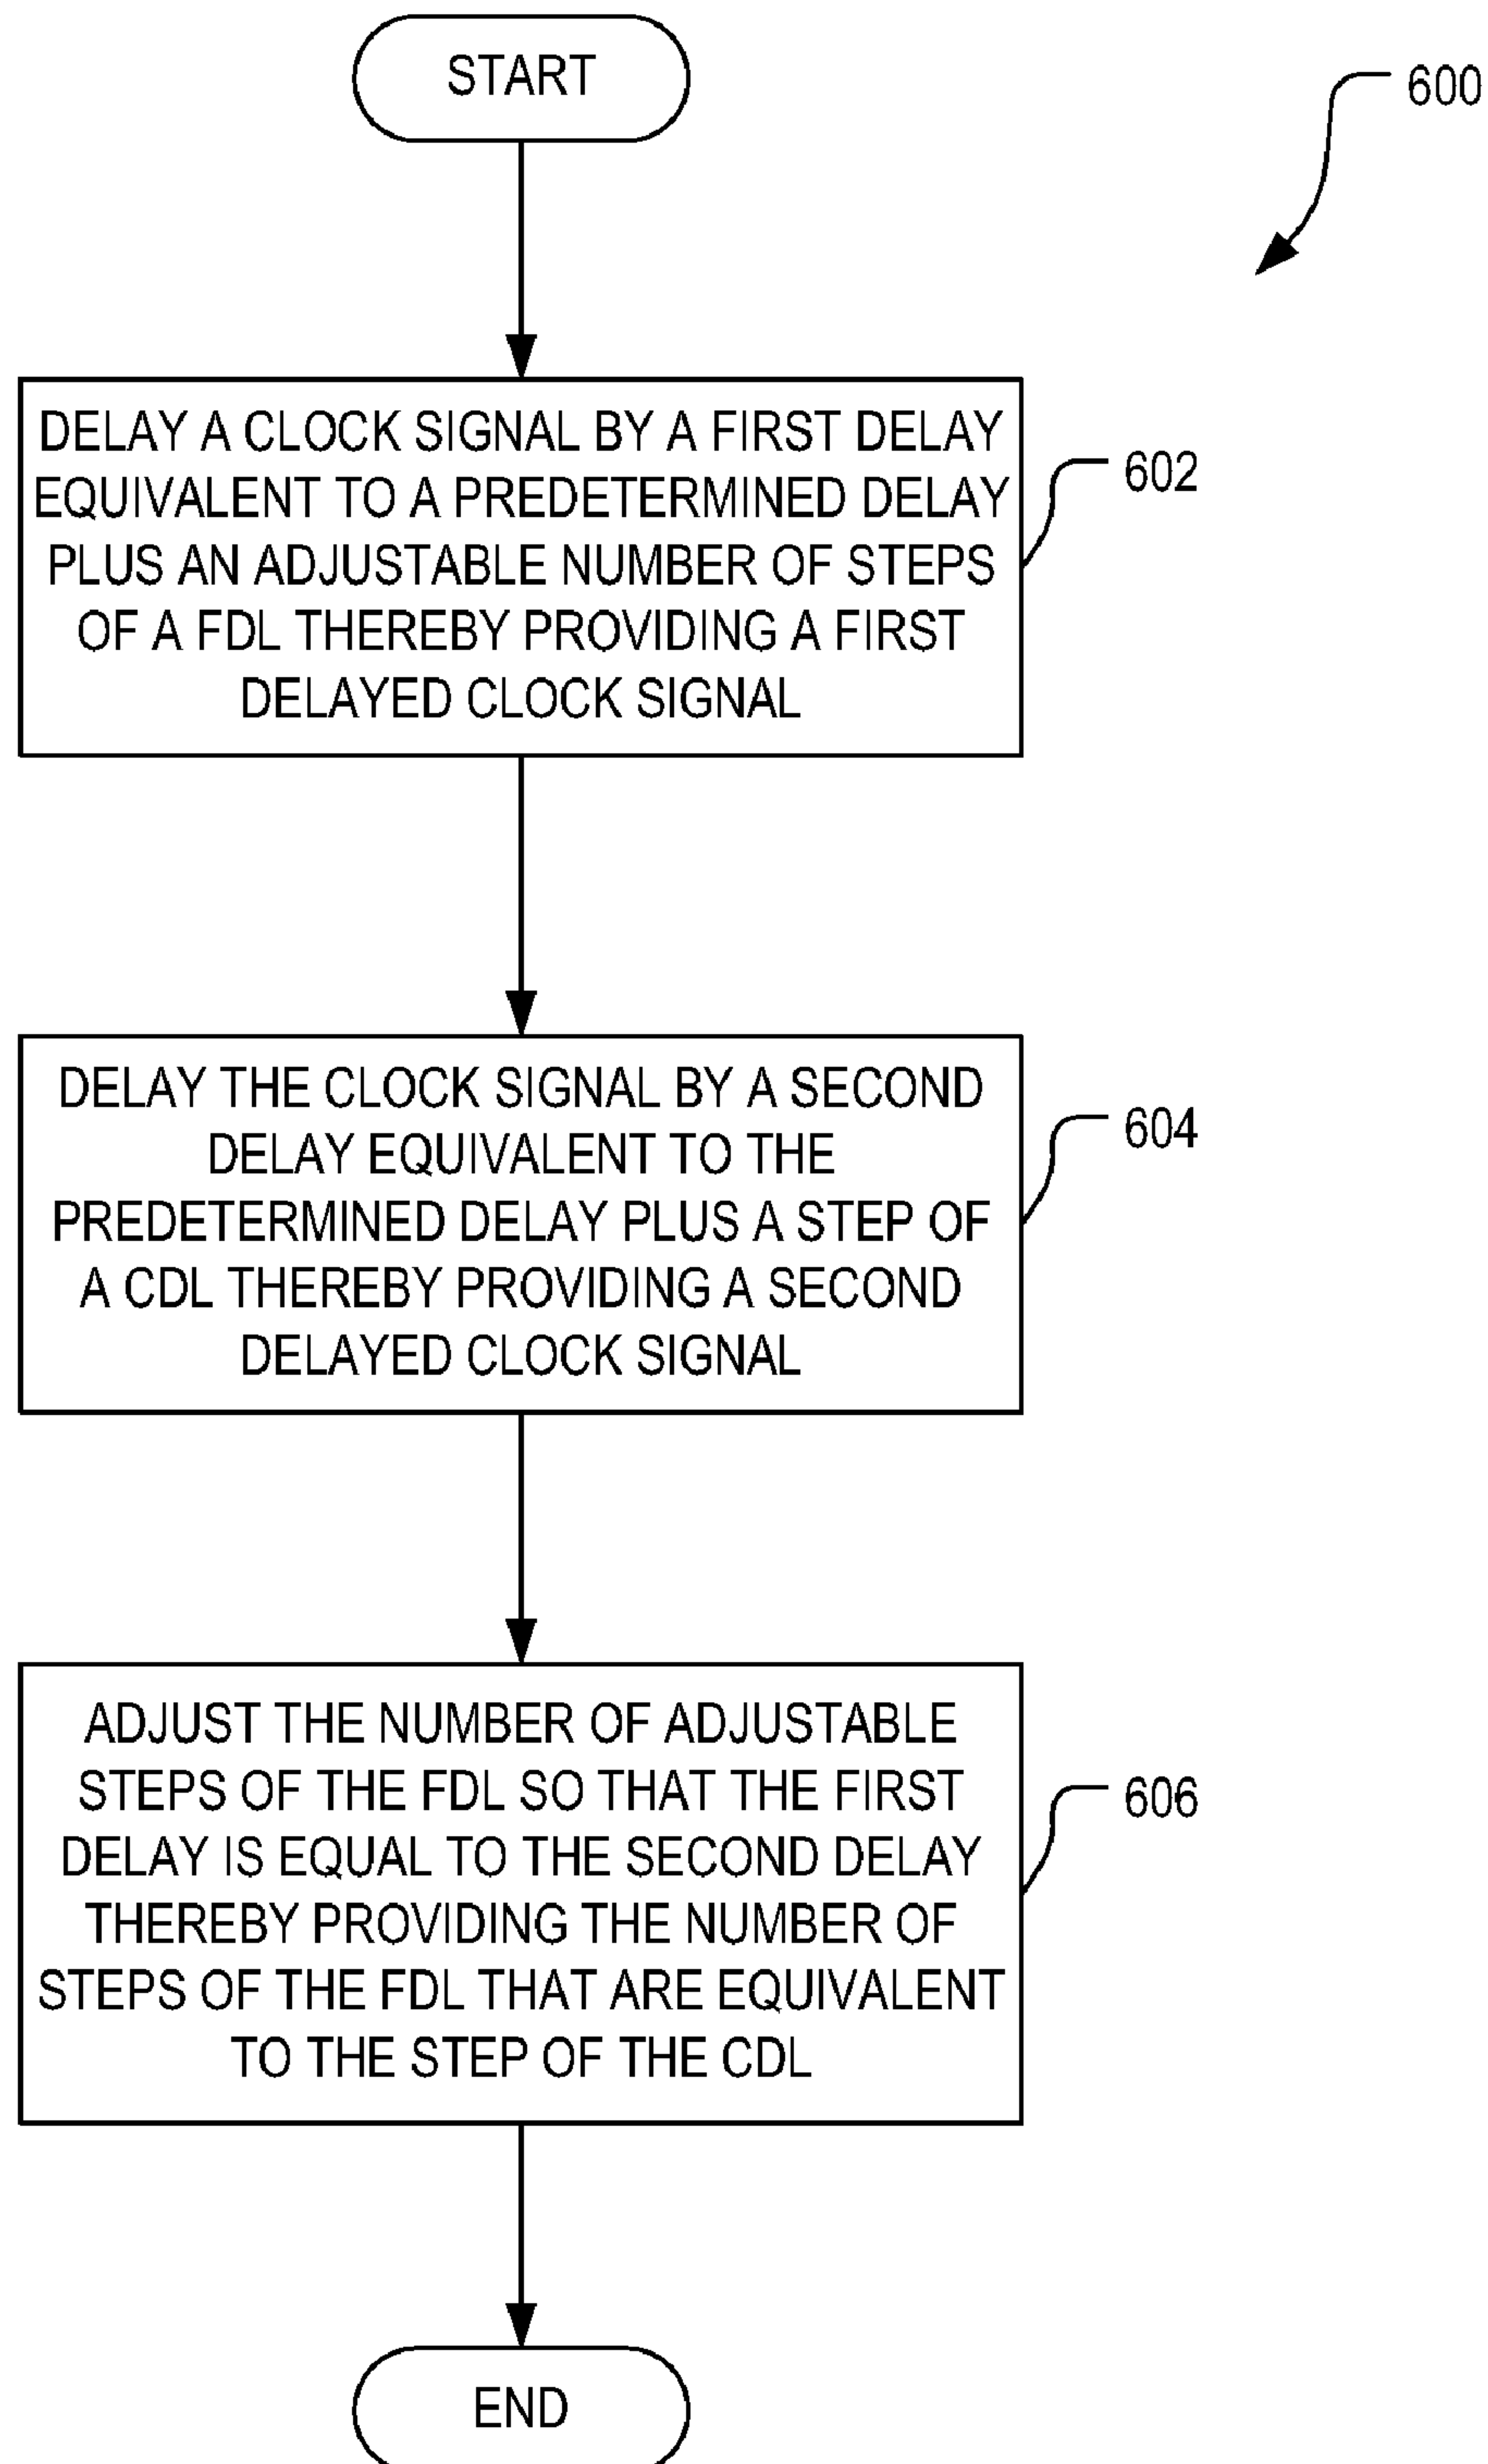 START
600
DELAY A CLOCK SIGNAL BY A FIRST DELAY
EQUIVALENT TO A PREDETERMINED DELAY
PLUS AN ADJUSTABLE NUMBER OF STEPS
OF A FDL THEREBY PROVIDING A FIRST
DELAYED CLOCK SIGNAL
602
DELAY THE CLOCK SIGNAL BY A SECOND
DELAY EQUIVALENT TO THE
PREDETERMINED DELAY PLUS A STEP OF
A CDL THEREBY PROVIDING A SECOND
DELAYED CLOCK SIGNAL
604
ADJUST THE NUMBER OF ADJUSTABLE
STEPS OF THE FDL SO THAT THE FIRST
DELAY IS EQUAL TO THE SECOND DELAY
THEREBY PROVIDING THE NUMBER OF
STEPS OF THE FDL THAT ARE EQUIVALENT
TO THE STEP OF THE CDL
606
END